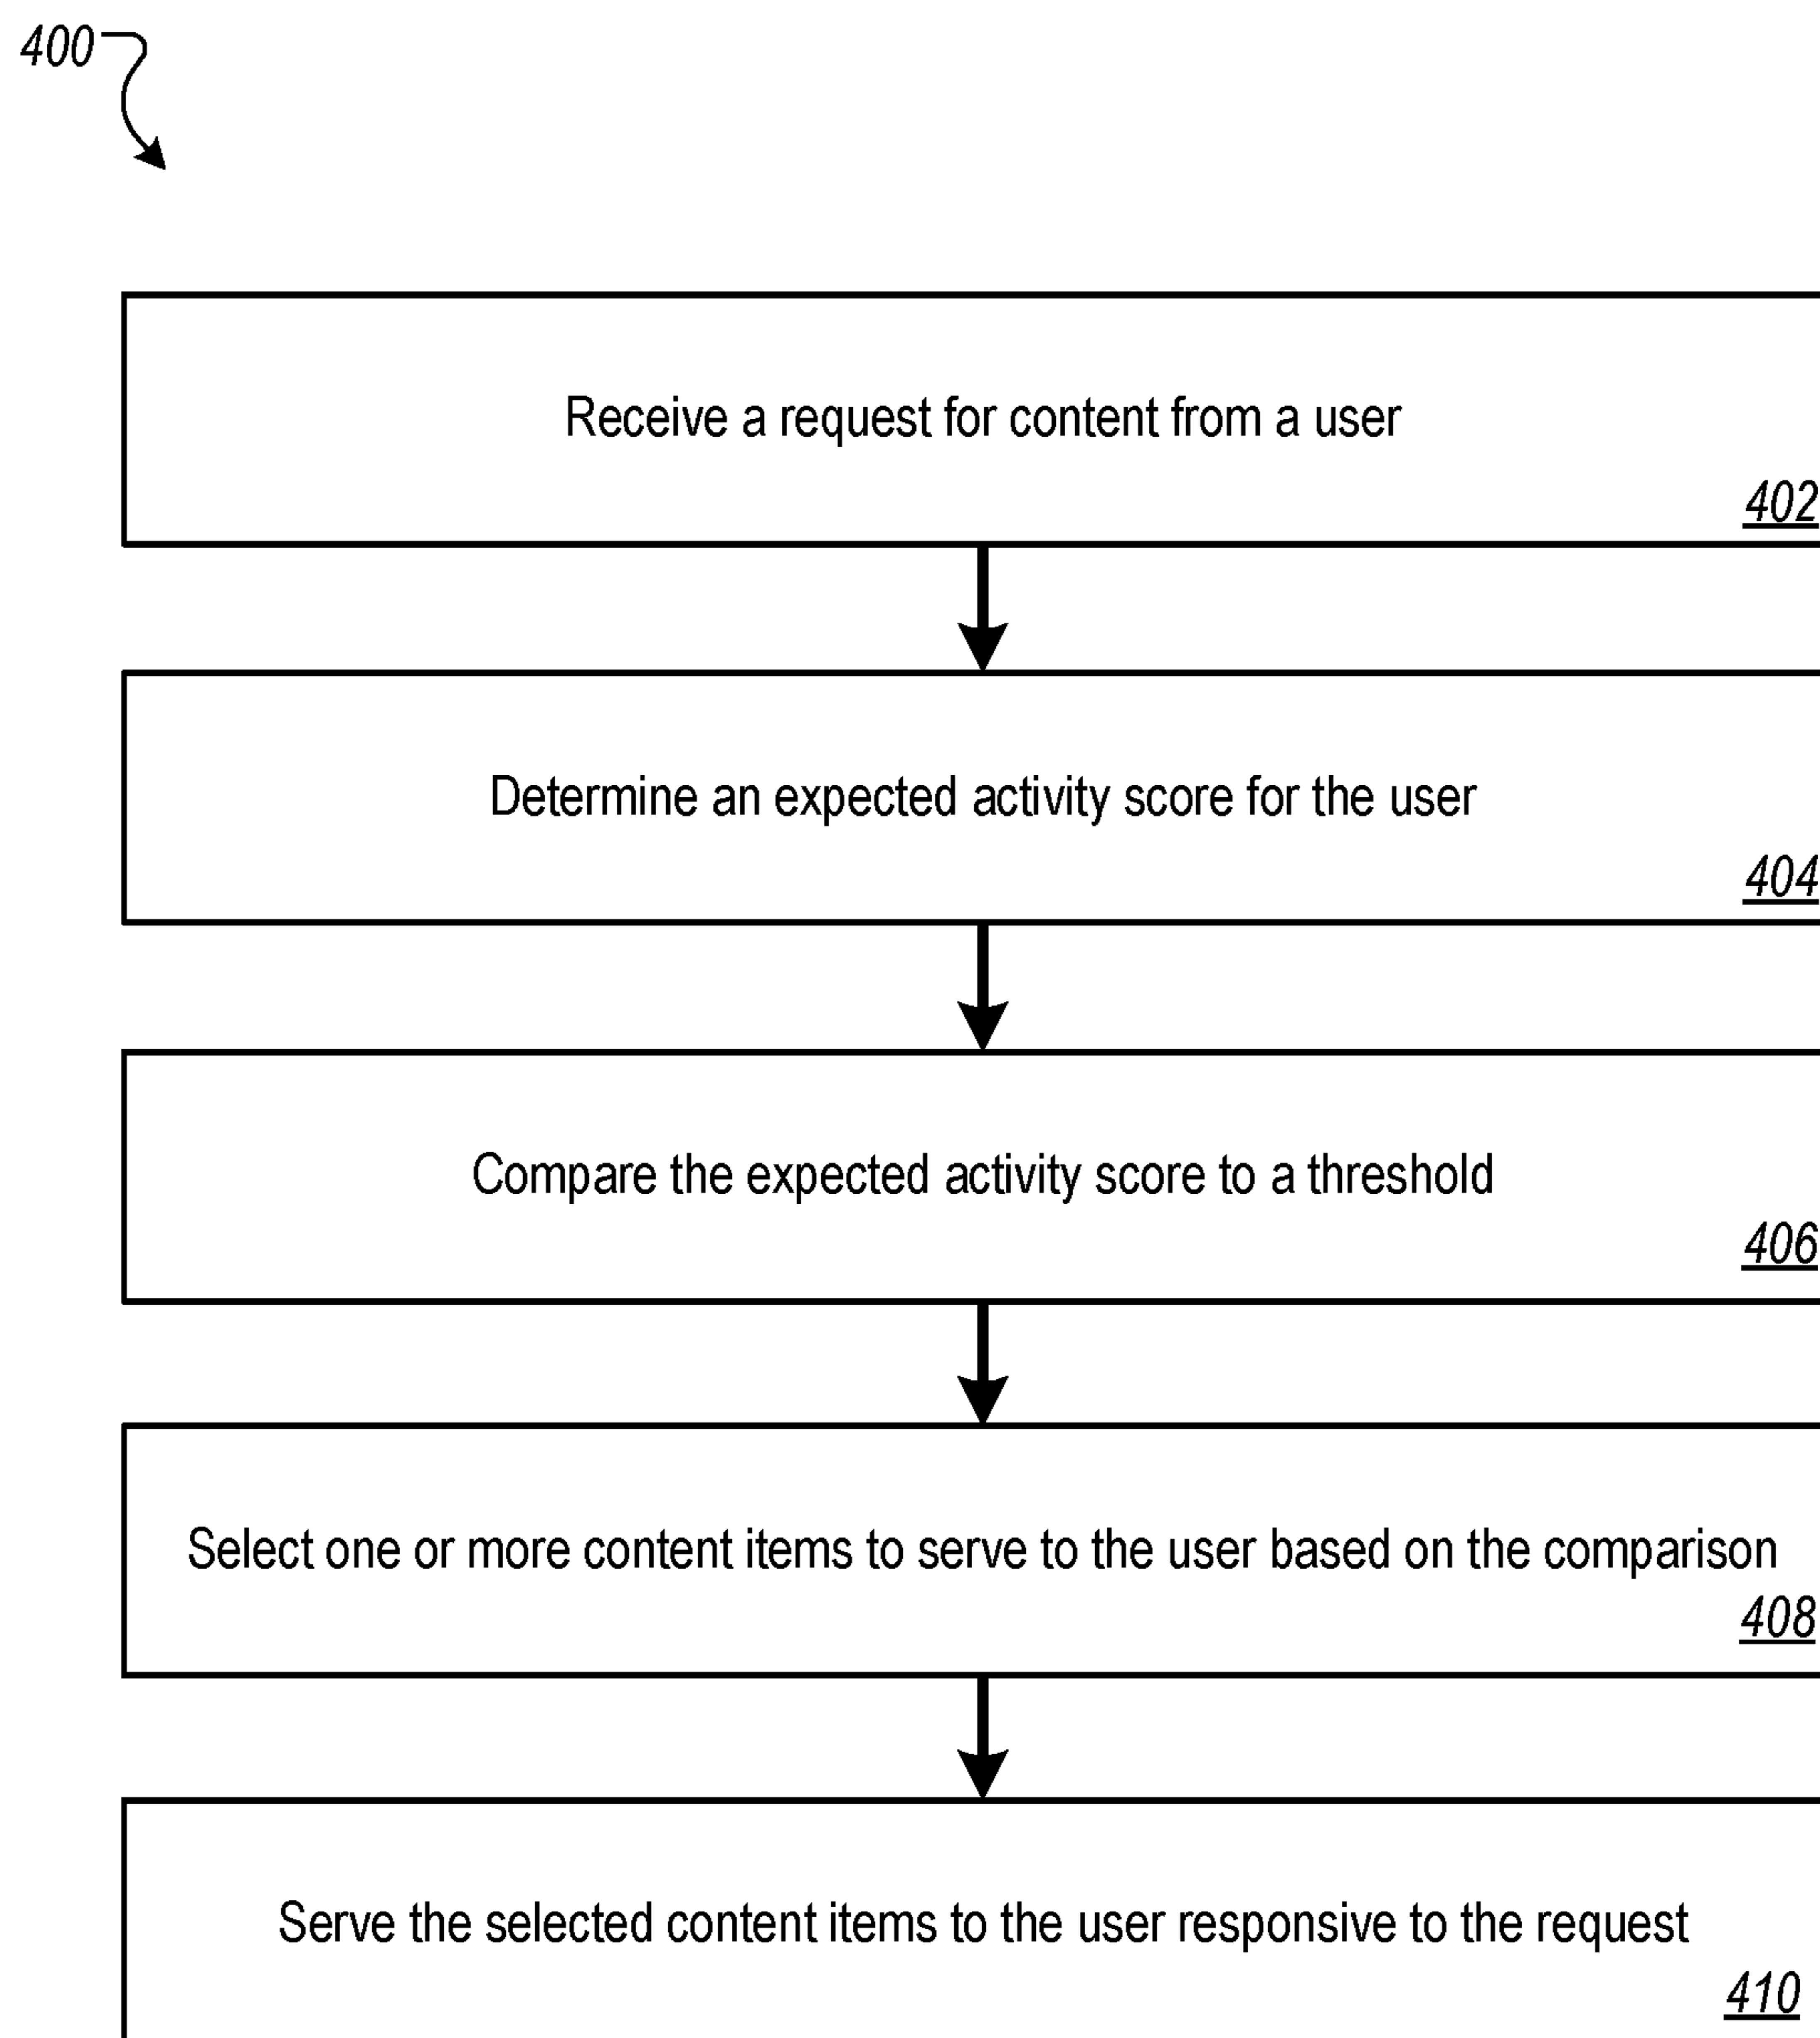 400
Receive a request for content from a user
402
Determine an expected activity score for the user
404
Compare the expected activity score to a threshold
406
Select one or more content items to serve to the user based on the comparison
408
Serve the selected content items to the user responsive to the request
410